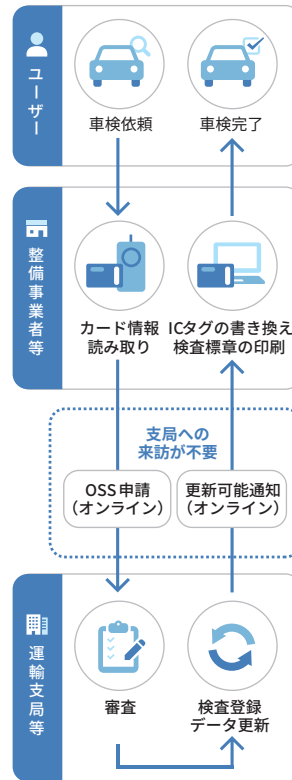 ユーザー
車検依頼
車検完了
整備事業者等
カード情報
読み取り
ICタグの書き換え
検査標章の印刷
支局への
来訪が不要
OSS申請
（オンライン）
更新可能通知
（オンライン）
運輸支局等
審査
検査登録
データ更新